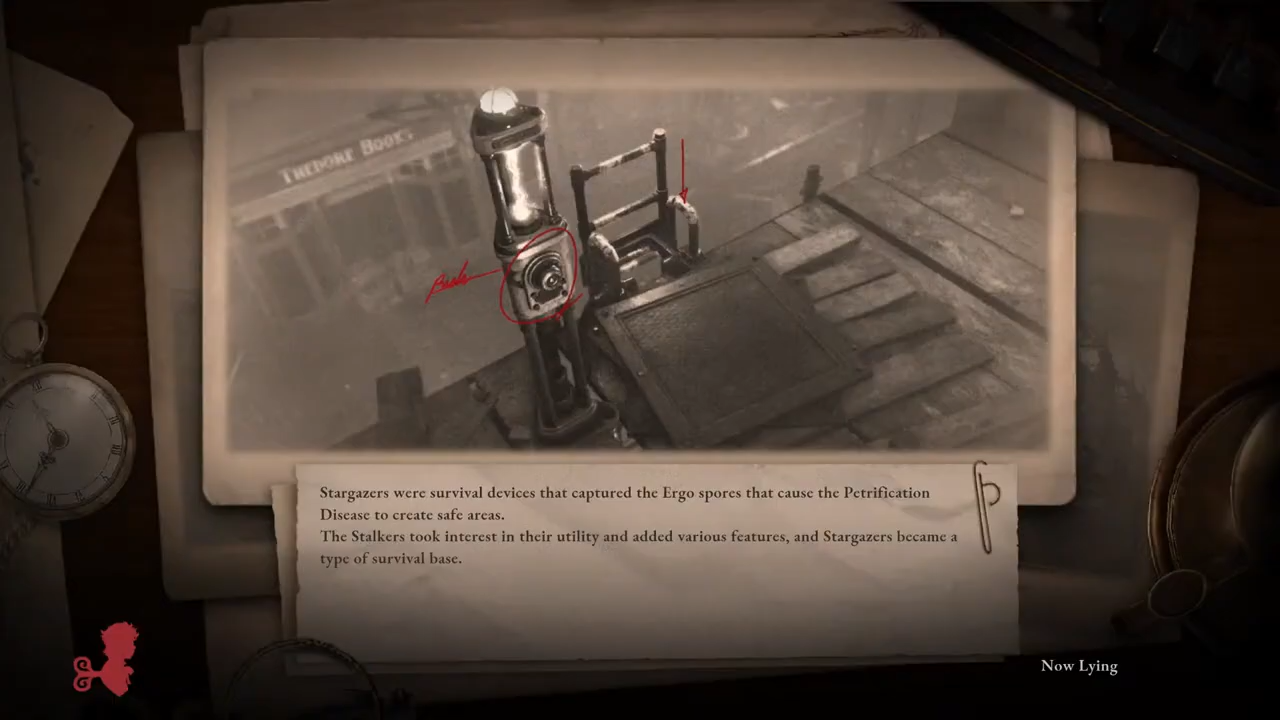 THEDORE BOOK.
Stargazers were survival devices that captured the Ergo spores that cause the Petrification
Disease to create safe areas.
The Stalkers took interest in their utility and added various features, and Stargazers became a
type of survival base.
Now Lying